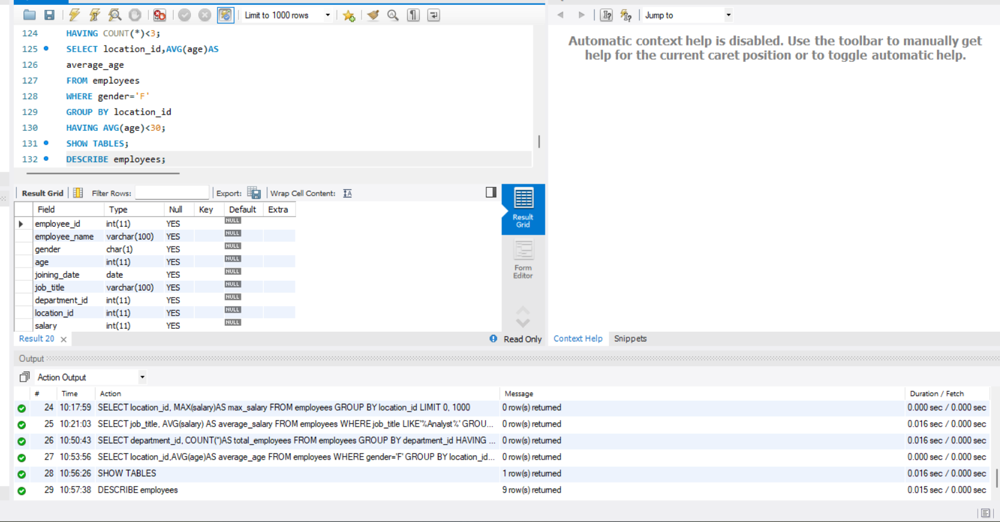 Limit to 1000 rows
Jump to
124 HAVING COUNT(*)<3;
125 SELECT location_id,AVG(age)AS
126 average_age
127 FROM employees
128 WHERE gender='F'
129 GROUP BY location_id
130 HAVING AVG(age)<30;
131 SHOW TABLES;
132 DESCRIBE employees;
Automatic context help is disabled. Use the toolbar to manually get
help for the current caret position or to toggle automatic help.
Result Grid Filter Rows: Export: Wrap Cell Content: IA
Field Type Null Key Default Extra
employee_id int(11) YES NULL
employee_name varchar(100) YES NULL
gender char(1) YES NULL
age int(11) YES NULL
joining_date date YES NULL
job_title varchar(100) YES NULL
department_id int(11) YES NULL
location_id int(11) YES NULL
salary int(11) YES NULL
Result
Grid
Form
Editor
Result 20 Read Only
Context Help Snippets
Output
Action Output
# Time Action Message Duration / Fetch
24 10:17:59 SELECT location_id, MAX(salary)AS max_salary FROM employees GROUP BY location_id LIMIT 0, 1000 0 row(s) returned 0.000 sec / 0.000 sec
25 10:21:03 SELECT job_title, AVG(salary) AS average_salary FROM employees WHERE job_title LIKE'%Analyst%' GROU... 0 row(s) returned 0.016 sec / 0.000 sec
26 10:50:43 SELECT department_id, COUNT(*)AS total_employees FROM employees GROUP BY department_id HAVING ... 0 row(s) returned 0.016 sec / 0.000 sec
27 10:53:56 SELECT location_id,AVG(age)AS average_age FROM employees WHERE gender='F' GROUP BY location_id... 0 row(s) returned 0.000 sec / 0.000 sec
28 10:56:26 SHOW TABLES 1 row(s) returned 0.016 sec / 0.000 sec
29 10:57:38 DESCRIBE employees 9 row(s) returned 0.015 sec / 0.000 sec